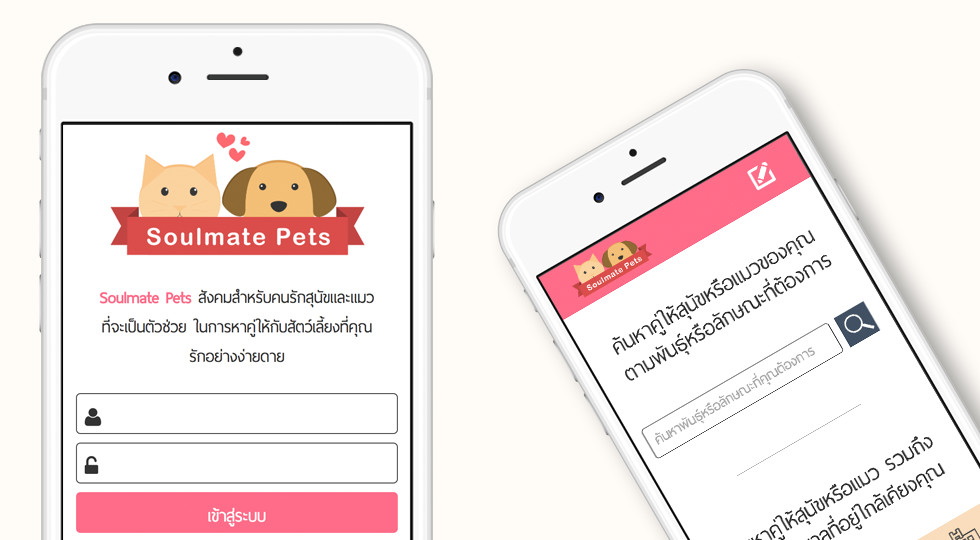 Soulmate Pets
Soulmate Pets สังคมสำหรับคนรักสุนัขและแมว
ที่จะเป็นตัวช่วย ในการหาคู่ให้กับสัตว์เลี้ยงที่คุณ
รักอย่างง่ายดาย
เข้าสู่ระบบ
Soulmate Pets
ค้นหาคู่ให้สุนัขหรือแมวของคุณ
ตามพันธุ์หรือลักษณะที่ต้องการ
ค้นหาพันธุ์หรือลักษณะที่คุณต้องการ
หาคู่ให้สุนัขหรือแมว รวมถึง
ที่อยู่ใกล้เคียงคุณ